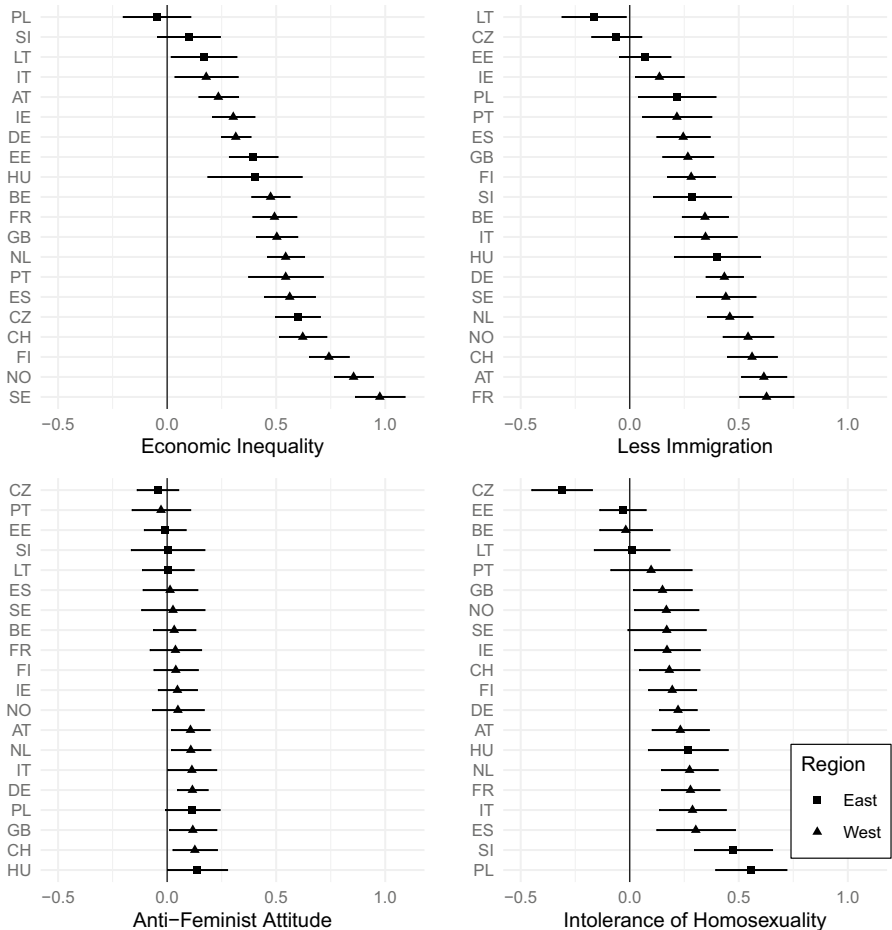 PL
SI
LT
IT
AT
IE
DE
EE
HU
BE
FR
GB
NL
PT
ES
CZ
CH
FI
NO
SE
−0.5 0.0 0.5 1.0
Economic Inequality
LT
CZ
EE
IE
PL
PT
ES
GB
FI
SI
BE
IT
HU
DE
SE
NL
NO
CH
AT
FR
−0.5 0.0 0.5 1.0
Less Immigration
CZ
PT
EE
SI
LT
ES
SE
BE
FR
FI
IE
NO
AT
NL
IT
DE
PL
GB
CH
HU
−0.5 0.0 0.5 1.0
Anti−Feminist Attitude
CZ
EE
BE
LT
PT
GB
NO
SE
IE
CH
FI
DE
AT
HU
NL
FR
IT
ES
SI
PL
−0.5 0.0 0.5 1.0
Intolerance of Homosexuality
Region
East
West